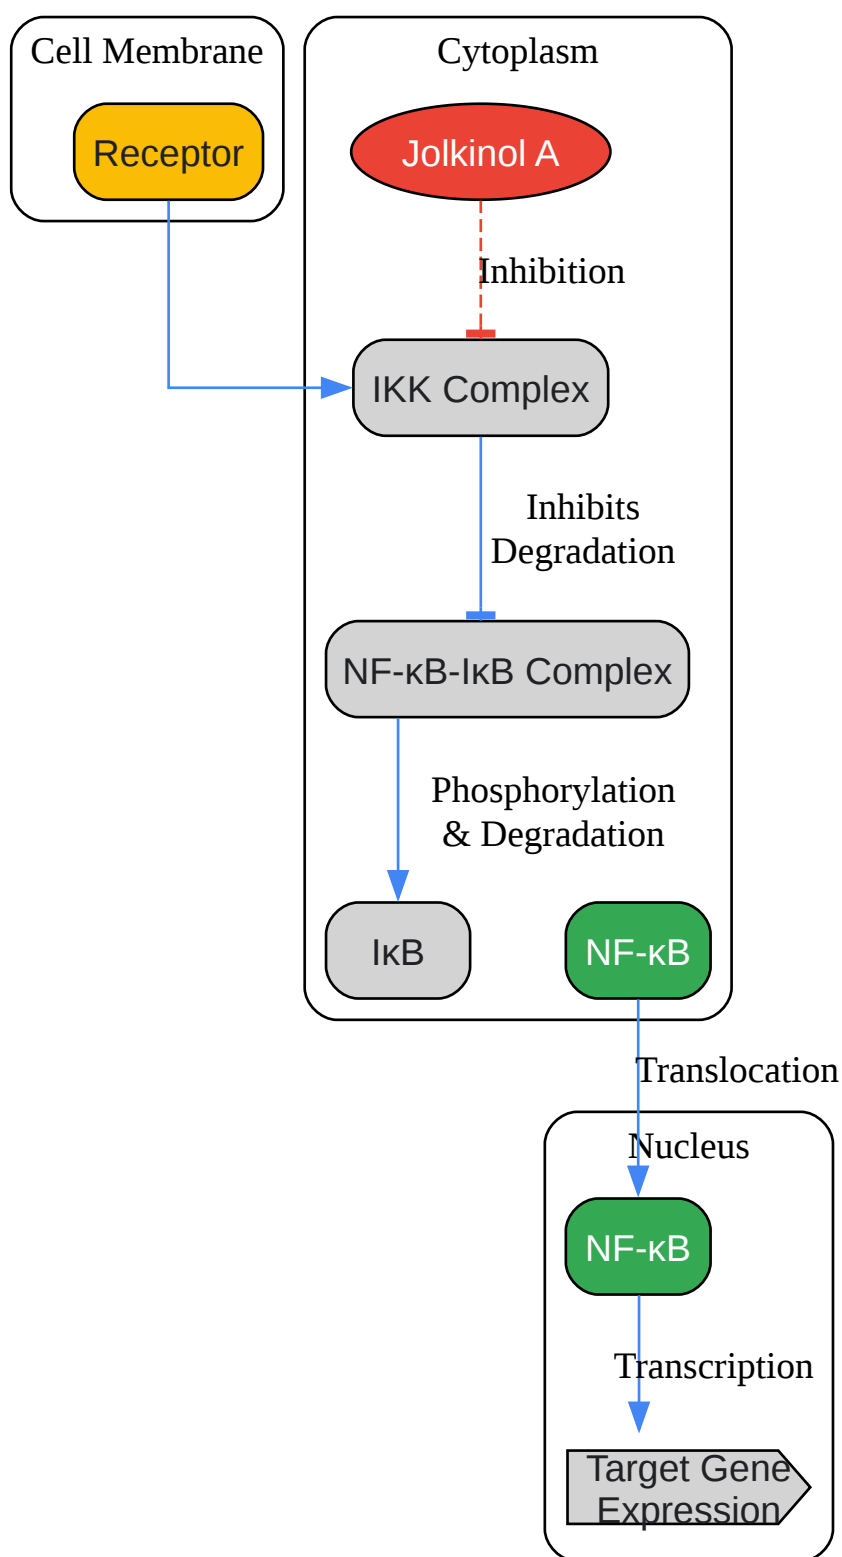 Cell Membrane
Receptor
Cytoplasm
Jolkinol A
Inhibition
IKK Complex
Inhibits
Degradation
NF-κB-IκB Complex
Phosphorylation
& Degradation
IκB
NF-κB
Translocation
Nucleus
NF-κB
Transcription
Target Gene
Expression